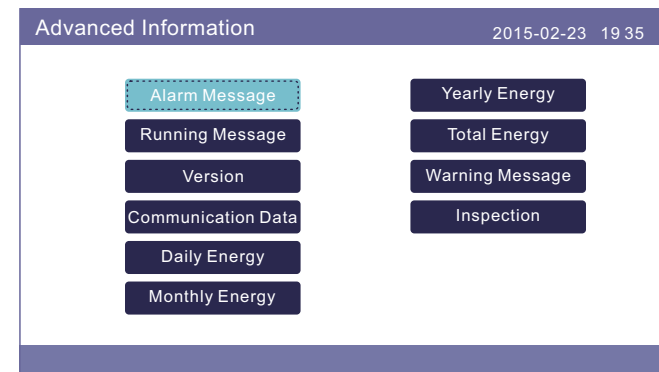 Advanced Information
2015-02-23 19 35
Alarm Message
Running Message
Version
Communication Data
Daily Energy
Monthly Energy
Yearly Energy
Total Energy
Warning Message
Inspection